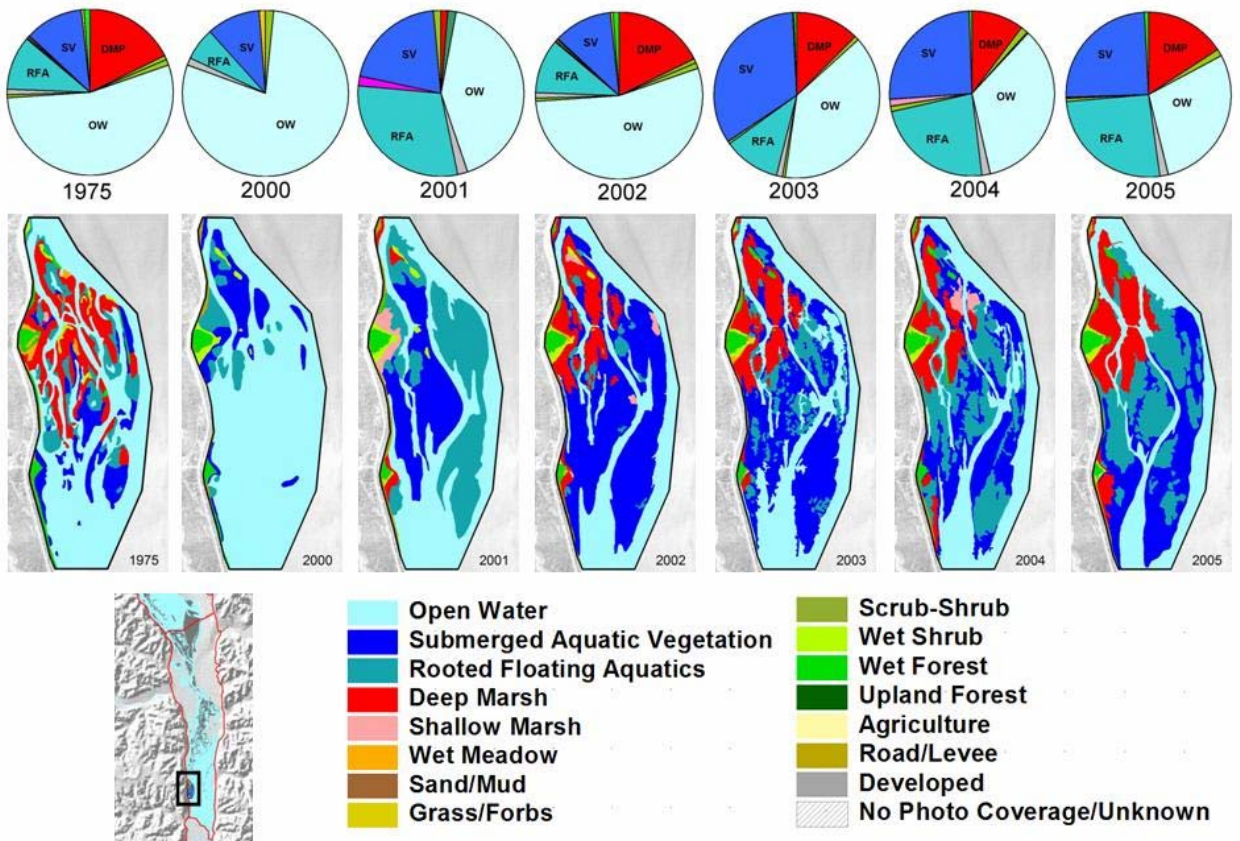 DMP
SV
RFA
OW
SV
RFA
OW
SV
OW
RFA
DMP
SV
RFA
OW
SV
DMP
OW
RFA
SV
DMP
OW
RFA
SV
DMP
OW
RFA
1975
2000
2001
2002
2003
2004
2005
1975
2000
2001
2002
2003
2004
2005
Open Water
Submerged Aquatic Vegetation
Rooted Floating Aquatics
Deep Marsh
Shallow Marsh
Wet Meadow
Sand/Mud
Grass/Forbs
Scrub-Shrub
Wet Shrub
Wet Forest
Upland Forest
Agriculture
Road/Levee
Developed
No Photo Coverage/Unknown